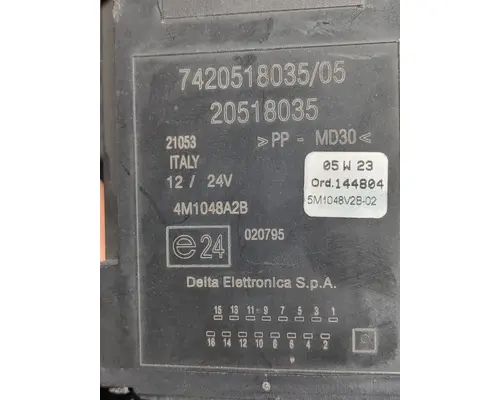 7420518035/05
20518035
21053 >PP - MD30<
ITALY
12 / 24V
05 W 23
Ord.144804
5M1048V2B-02
4M1048A2B
e24 020795
Delta Elettronica S.p.A.
15 13 11 9 7 5 3 1
16 14 12 10 8 6 4 2